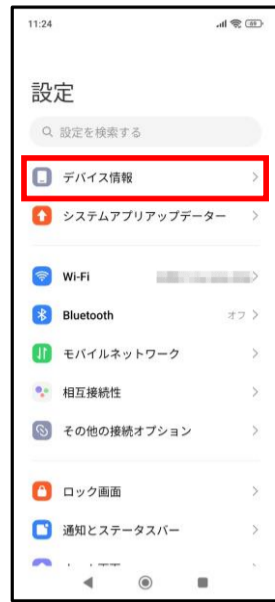 11:24
設定
設定を検索する
デバイス情報
システムアプリアップデーター
Wi-Fi
Bluetooth オフ
モバイルネットワーク
相互接続性
その他の接続オプション
ロック画面
通知とステータスバー